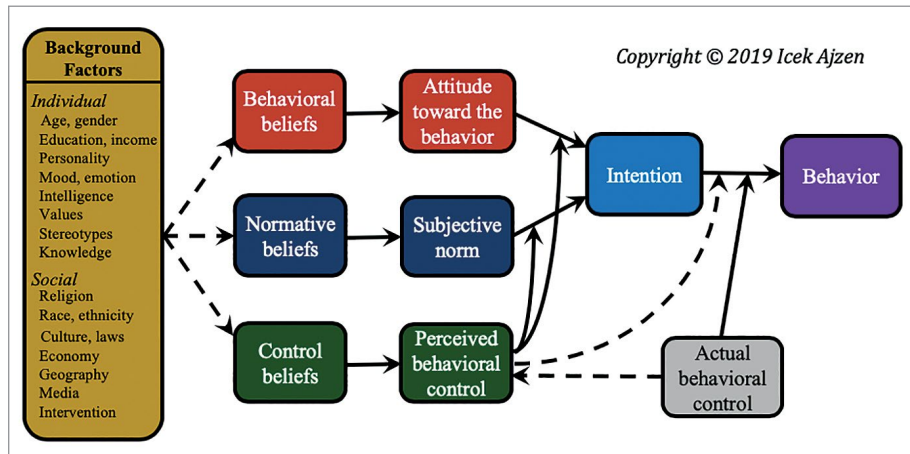 Background
Factors
Individual
Age, gender
Education, income
Personality
Mood, emotion
Intelligence
Values
Stereotypes
Knowledge
Social
Religion
Race, ethnicity
Culture, laws
Economy
Geography
Media
Intervention
Copyright © 2019 Icek Ajzen
Behavioral
beliefs
Attitude
toward the
behavior
Normative
beliefs
Subjective
norm
Control
beliefs
Perceived
behavioral
control
Intention
Behavior
Actual
behavioral
control